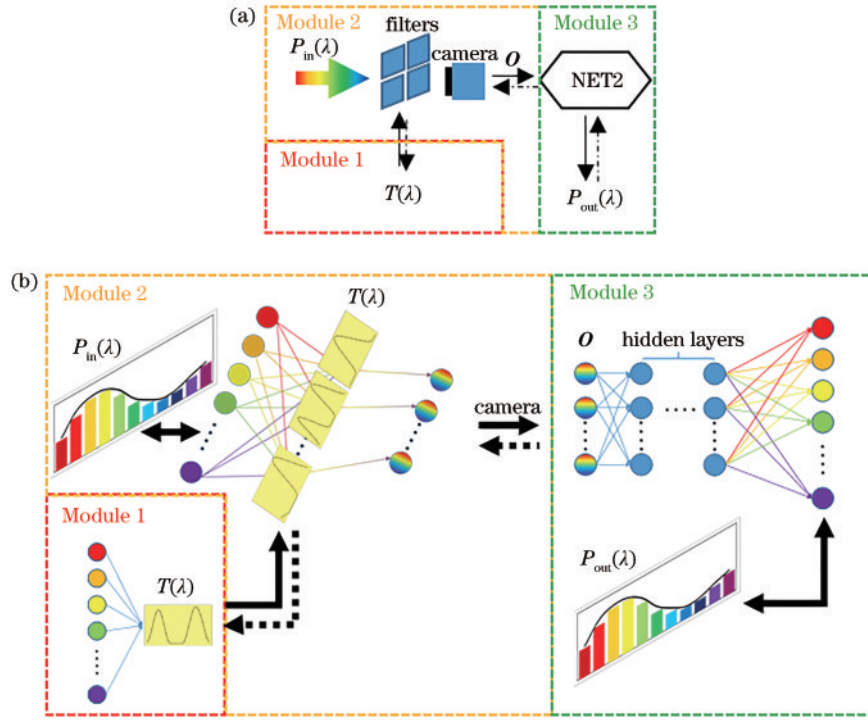 (a)
Module 2
filters
Module 3
P_in(λ)
camera
O
NET2
Module 1
T(λ)
P_out(λ)
(b)
Module 2
T(λ)
Module 3
P_in(λ)
O
hidden layers
camera
Module 1
T(λ)
P_out(λ)